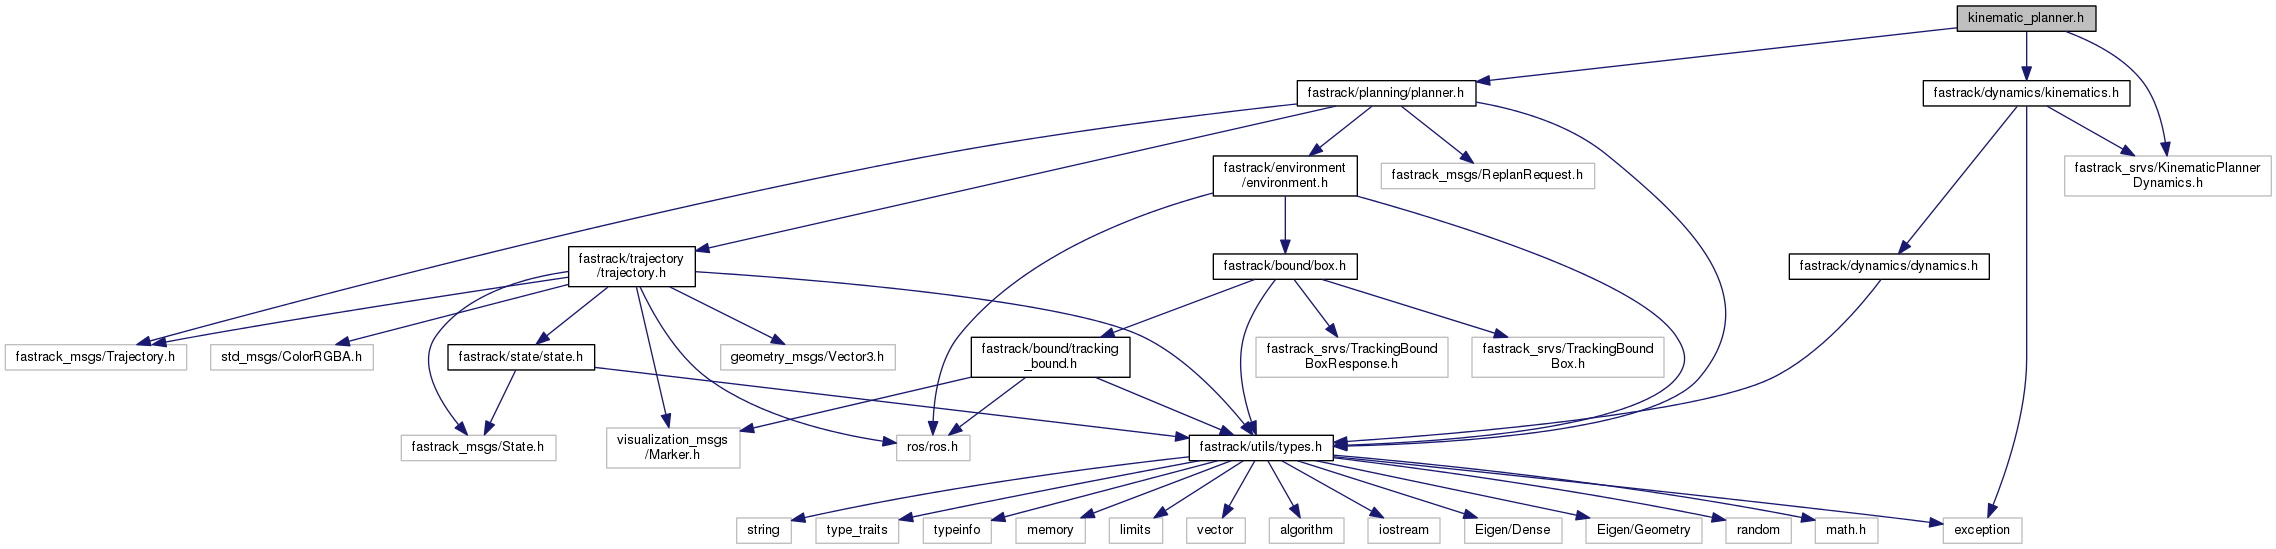 kinematic_planner.h
fastrack/planning/planner.h
fastrack/dynamics/kinematics.h
fastrack/environment
/environment.h
fastrack_msgs/ReplanRequest.h
fastrack_srvs/KinematicPlanner
Dynamics.h
fastrack/trajectory
/trajectory.h
fastrack/bound/box.h
fastrack/dynamics/dynamics.h
fastrack_msgs/Trajectory.h
std_msgs/ColorRGBA.h
fastrack/state/state.h
geometry_msgs/Vector3.h
fastrack/bound/tracking
_bound.h
fastrack_srvs/TrackingBound
BoxResponse.h
fastrack_srvs/TrackingBound
Box.h
fastrack_msgs/State.h
visualization_msgs
/Marker.h
ros/ros.h
fastrack/utils/types.h
string
type_traits
typeinfo
memory
limits
vector
algorithm
iostream
Eigen/Dense
Eigen/Geometry
random
math.h
exception